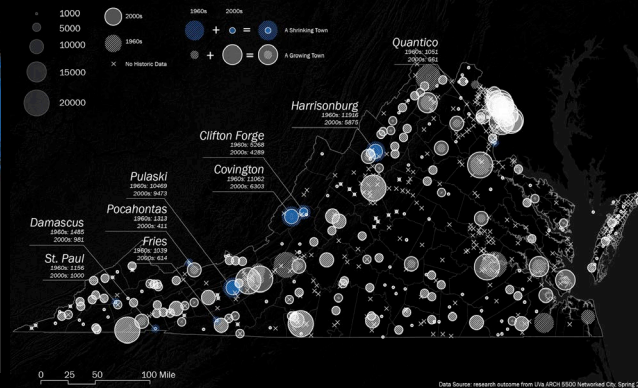 1000
5000
10000
15000
20000
2000s
1960s
No Historic Data
1960s 2000s
+ = A Shrinking Town
+ = A Growing Town
Quantico
1960s: 1051
2000s: 661
Harrisonburg
1960s: 11916
2000s: 5875
Clifton Forge
1960s: 5268
2000s: 4289
Covington
1960s: 11062
2000s: 6303
Pulaski
1960s: 10469
2000s: 9473
Pocahontas
1960s: 1313
2000s: 411
Damascus
1960s: 1485
2000s: 981
Fries
1960s: 1039
2000s: 614
St. Paul
1960s: 1156
2000s: 1000
0 25 50 100 Mile
Data Source: research outcome from UVa ARCH 5500 Networked City, Spring 2